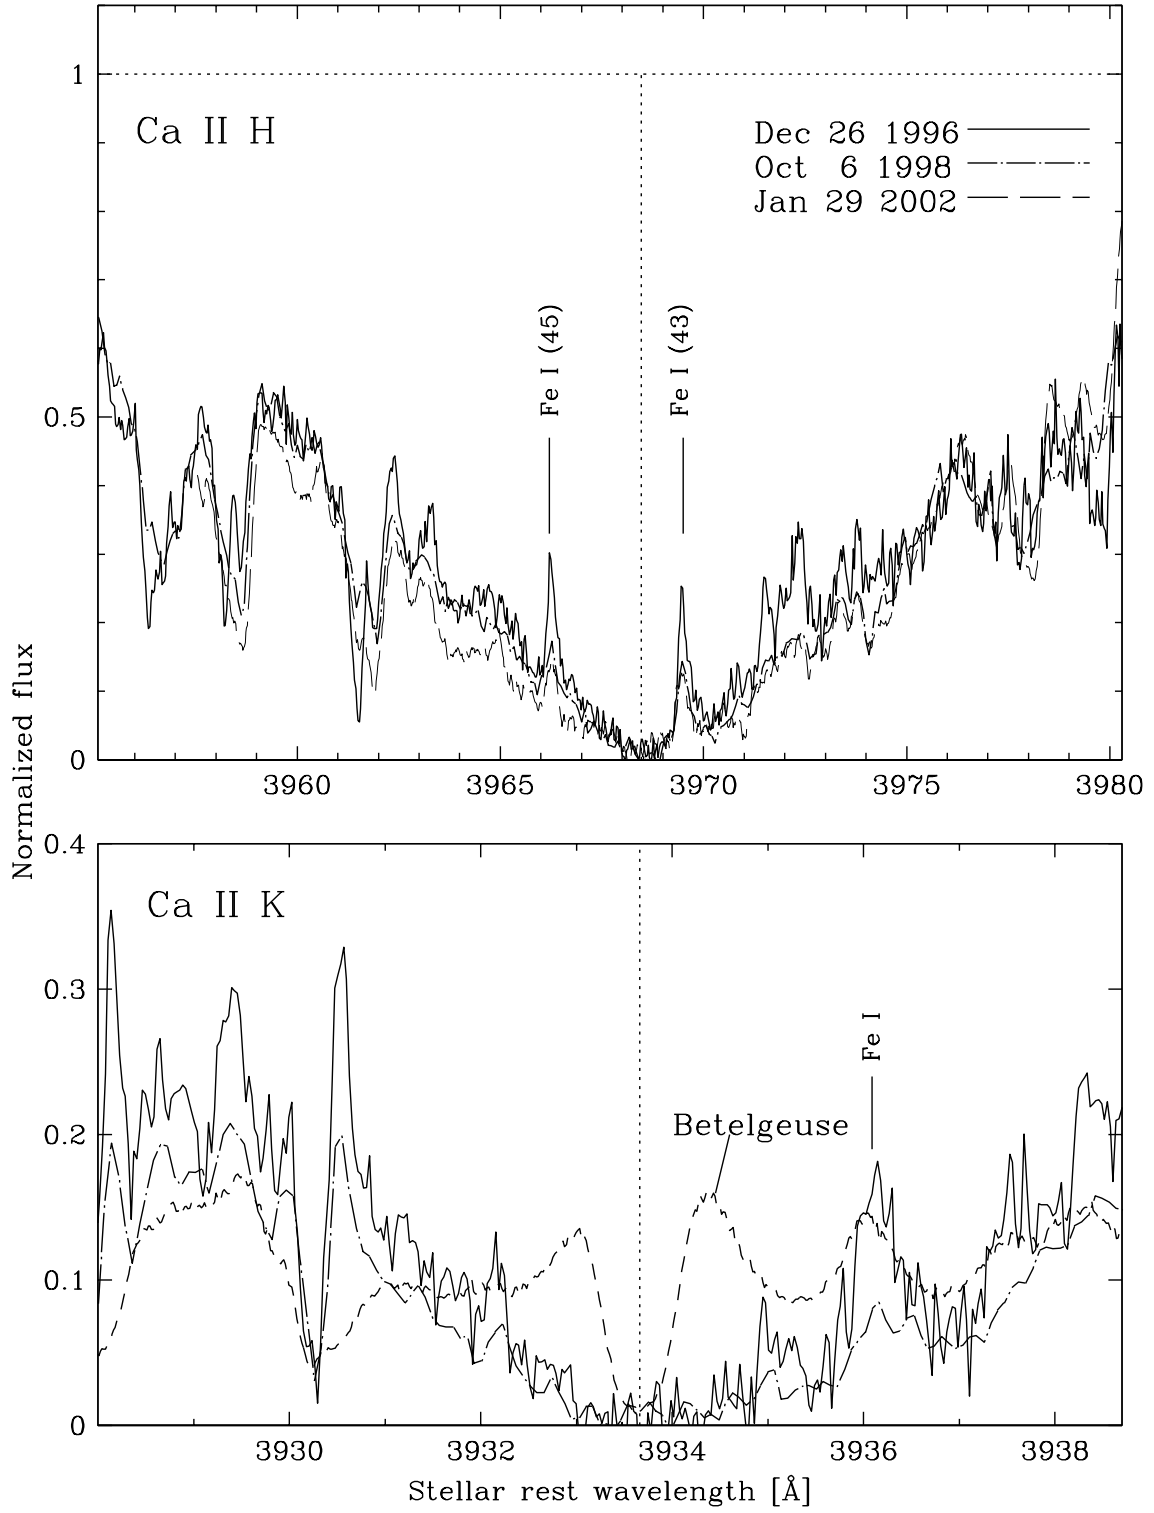 1
Ca II H
Dec 26 1996
Oct 6 1998
Jan 29 2002
Fe I (45)
Fe I (43)
0.5
0
3960 3965 3970 3975 3980
Normalized flux
0.4
Ca II K
0.3
Fe I
Betelgeuse
0.2
0.1
0
3930 3932 3934 3936 3938
Stellar rest wavelength [Å]